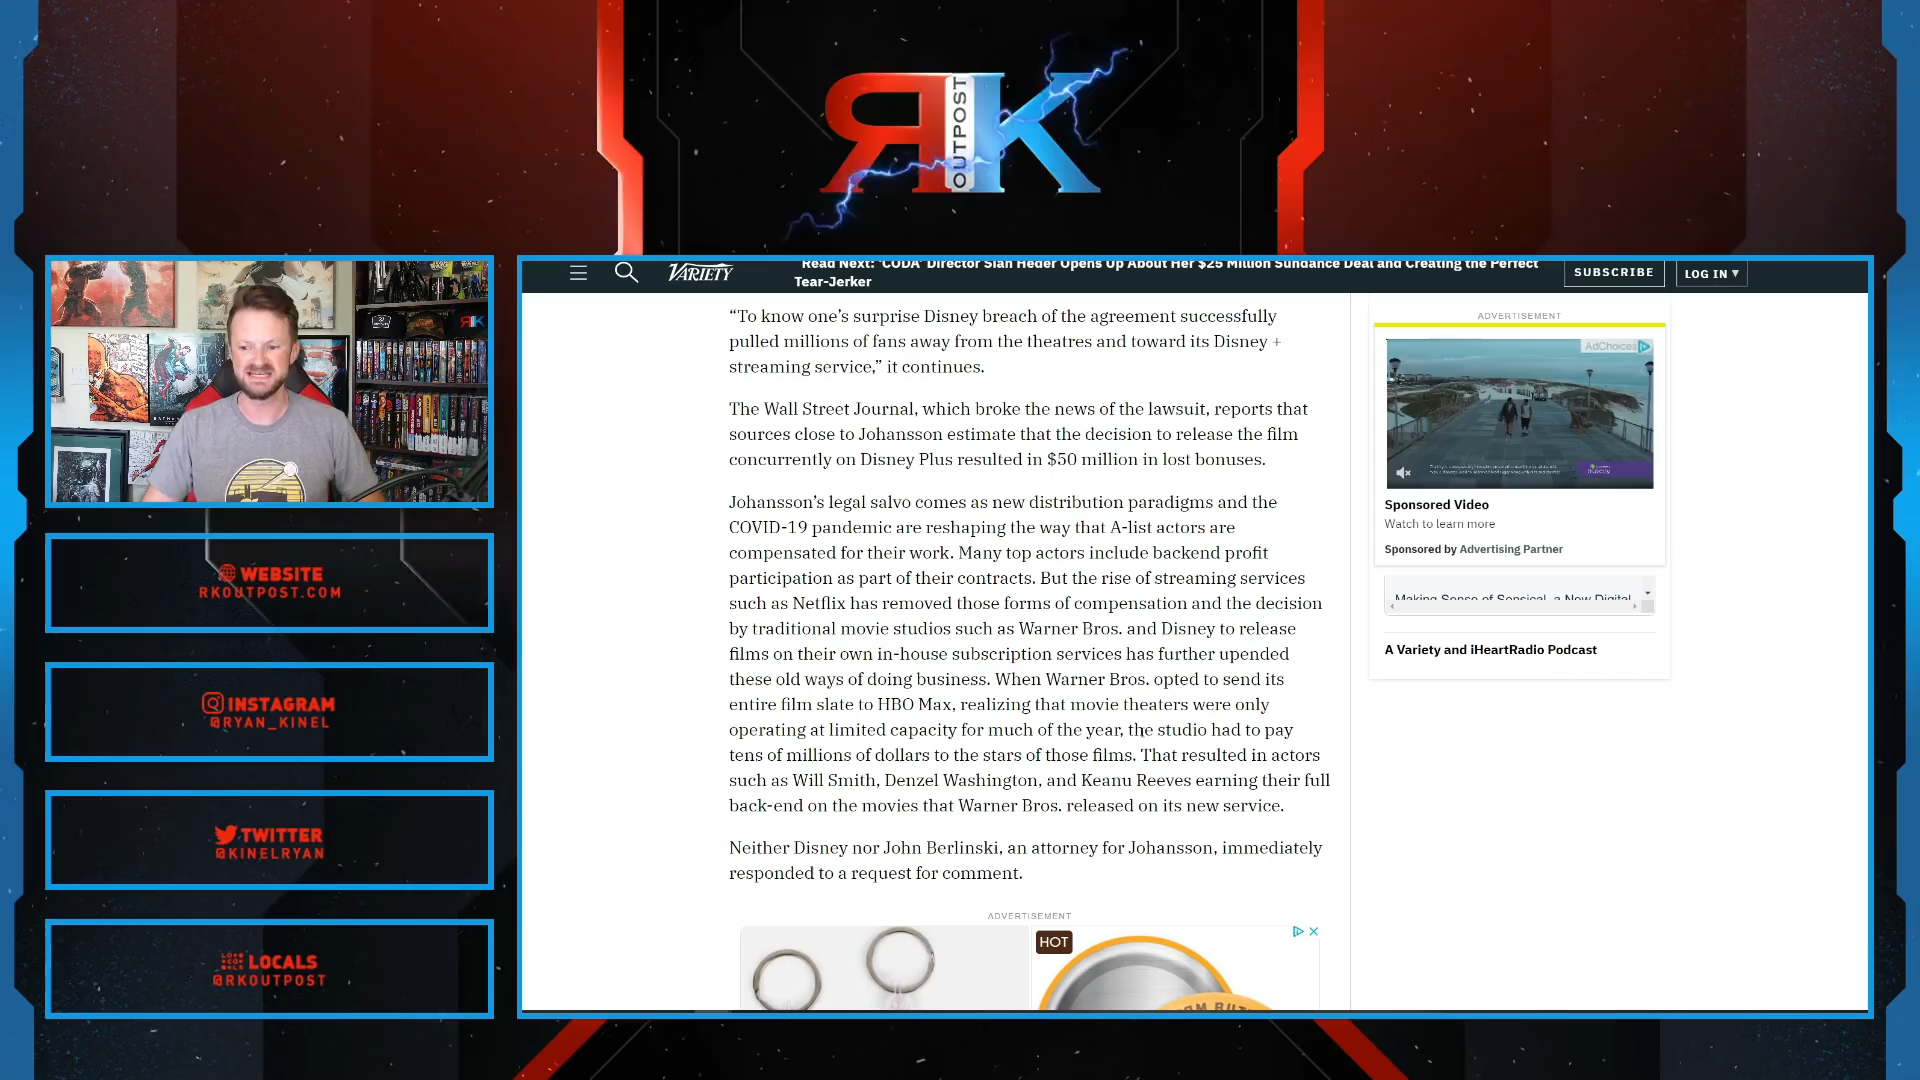 RK
OUTPOST
VARIETY
Read Next: 'CODA' Director Sian Heder Opens Up About Her $25 Million Sundance Deal and Creating the Perfect
Tear-Jerker
SUBSCRIBE
LOG IN ▾
“To know one’s surprise Disney breach of the agreement successfully
pulled millions of fans away from the theatres and toward its Disney +
streaming service,” it continues.
The Wall Street Journal, which broke the news of the lawsuit, reports that
sources close to Johansson estimate that the decision to release the film
concurrently on Disney Plus resulted in $50 million in lost bonuses.
Johansson’s legal salvo comes as new distribution paradigms and the
COVID-19 pandemic are reshaping the way that A-list actors are
compensated for their work. Many top actors include backend profit
participation as part of their contracts. But the rise of streaming services
such as Netflix has removed those forms of compensation and the decision
by traditional movie studios such as Warner Bros. and Disney to release
films on their own in-house subscription services has further upended
these old ways of doing business. When Warner Bros. opted to send its
entire film slate to HBO Max, realizing that movie theaters were only
operating at limited capacity for much of the year, the studio had to pay
tens of millions of dollars to the stars of those films. That resulted in actors
such as Will Smith, Denzel Washington, and Keanu Reeves earning their full
back-end on the movies that Warner Bros. released on its new service.
Neither Disney nor John Berlinski, an attorney for Johansson, immediately
responded to a request for comment.
ADVERTISEMENT
HOT
ADVERTISEMENT
AdChoices
Sponsored Video
Watch to learn more
Sponsored by Advertising Partner
Making Sense of Sensical, a New Digital
A Variety and iHeartRadio Podcast
WEBSITE
RKOUTPOST.COM
INSTAGRAM
@RYAN_KINEL
TWITTER
@KINELRYAN
LOCALS
@RKOUTPOST